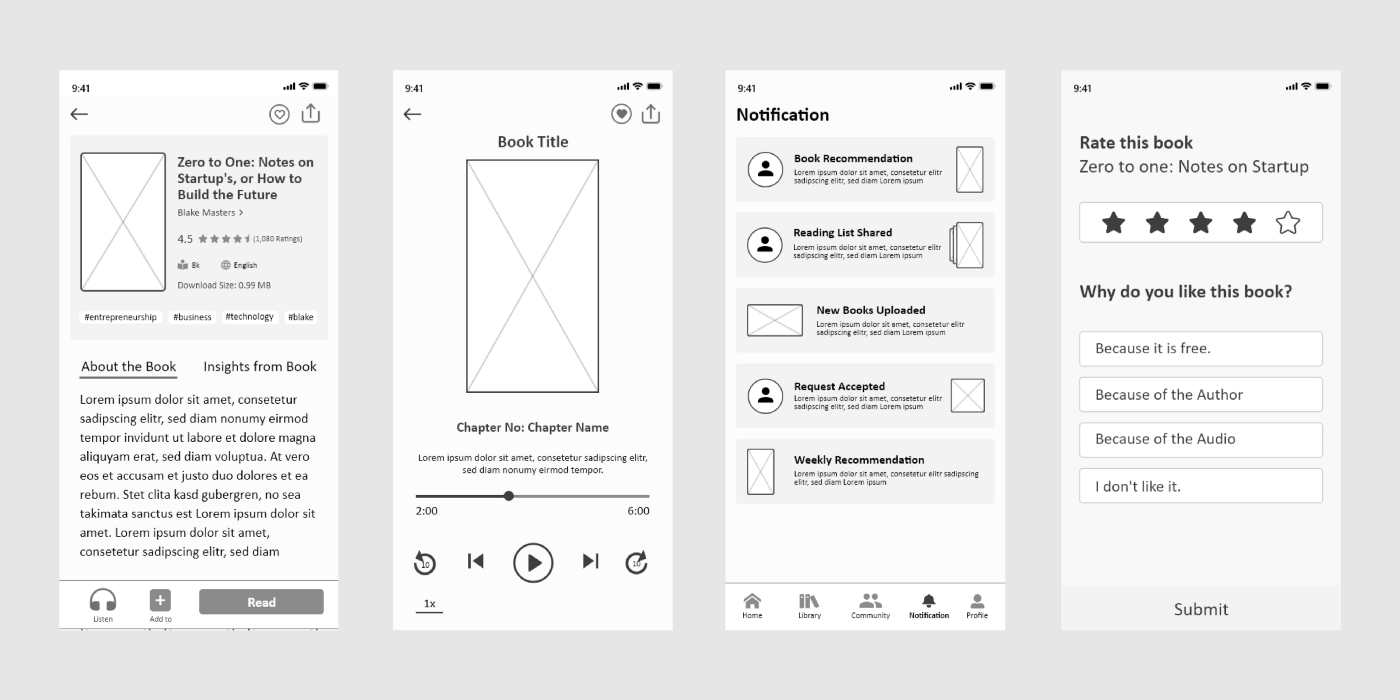 9:41
Zero to One: Notes on
Startup's, or How to
Build the Future
Blake Masters >
4.5 (1,080 Ratings)
8k English
Download Size: 0.99 MB
#entrepreneurship #business #technology #blake
About the Book Insights from Book
Lorem ipsum dolor sit amet, consetetur
sadipscing elitr, sed diam nonumy eirmod
tempor invidunt ut labore et dolore magna
aliquyam erat, sed diam voluptua. At vero
eos et accusam et justo duo dolores et ea
rebum. Stet clita kasd gubergren, no sea
takimata sanctus est Lorem ipsum dolor sit
amet. Lorem ipsum dolor sit amet,
consetetur sadipscing elitr, sed diam
Listen Add to Read
9:41
Book Title
Chapter No: Chapter Name
Lorem ipsum dolor sit amet, consetetur sadipscing elitr,
sed diam nonumy eirmod tempor.
2:00 6:00
10 10
1x
9:41
Notification
Book Recommendation
Lorem ipsum dolor sit amet, consetetur elitr
sadipscing elitr, sed diam Lorem ipsum
Reading List Shared
Lorem ipsum dolor sit amet, consetetur elitr
sadipscing elitr, sed diam Lorem ipsum
New Books Uploaded
Lorem ipsum dolor sit amet, consetetur elitr
sadipscing elitr, sed diam Lorem ipsum
Request Accepted
Lorem ipsum dolor sit amet, consetetur elitr
sadipscing elitr, sed diam Lorem ipsum
Weekly Recommendation
Lorem ipsum dolor sit amet, consetetur elitr sadipscing
elitr, sed diam Lorem ipsum
Home Library Community Notification Profile
9:41
Rate this book
Zero to one: Notes on Startup
Why do you like this book?
Because it is free.
Because of the Author
Because of the Audio
I don't like it.
Submit